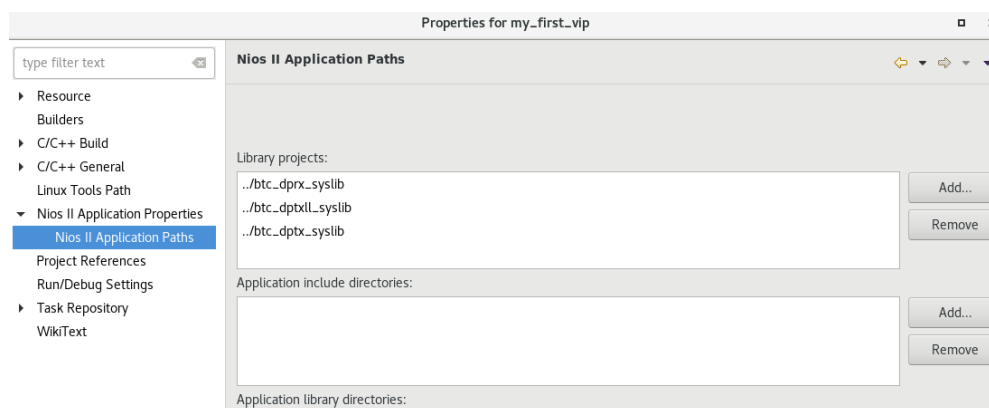 Properties for my_first_vip
type filter text
Resource
Builders
C/C++ Build
C/C++ General
Linux Tools Path
Nios II Application Properties
Nios II Application Paths
Project References
Run/Debug Settings
Task Repository
WikiText
Nios II Application Paths
Library projects:
../btc_dprx_syslib
../btc_dptxll_syslib
../btc_dptx_syslib
Add...
Remove
Application include directories:
Add...
Remove
Application library directories: